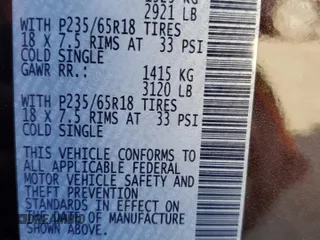 2921 LB
WITH P235/65R18 TIRES
18 X 7.5 RIMS AT 33 PSI
COLD SINGLE
GAWR RR.: 1415 KG
3120 LB
WITH P235/65R18 TIRES
18 X 7.5 RIMS AT 33 PSI
COLD SINGLE
THIS VEHICLE CONFORMS TO
ALL APPLICABLE FEDERAL
MOTOR VEHICLE SAFETY AND
THEFT PREVENTION
STANDARDS IN EFFECT ON
THE DATE OF MANUFACTURE
SHOWN ABOVE.